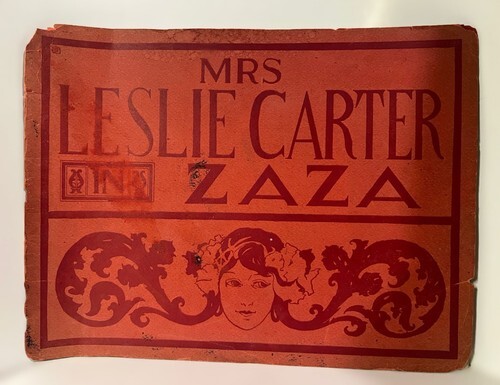 MRS
LESLIE CARTER
IN ZAZA